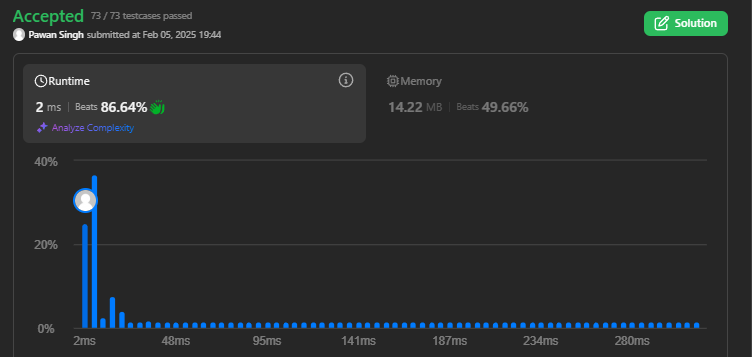 Accepted 73 / 73 testcases passed
Pawan Singh submitted at Feb 05, 2025 19:44
Solution
Runtime
2 ms | Beats 86.64%
Analyze Complexity
Memory
14.22 MB | Beats 49.66%
40%
20%
0%
2ms 48ms 95ms 141ms 187ms 234ms 280ms